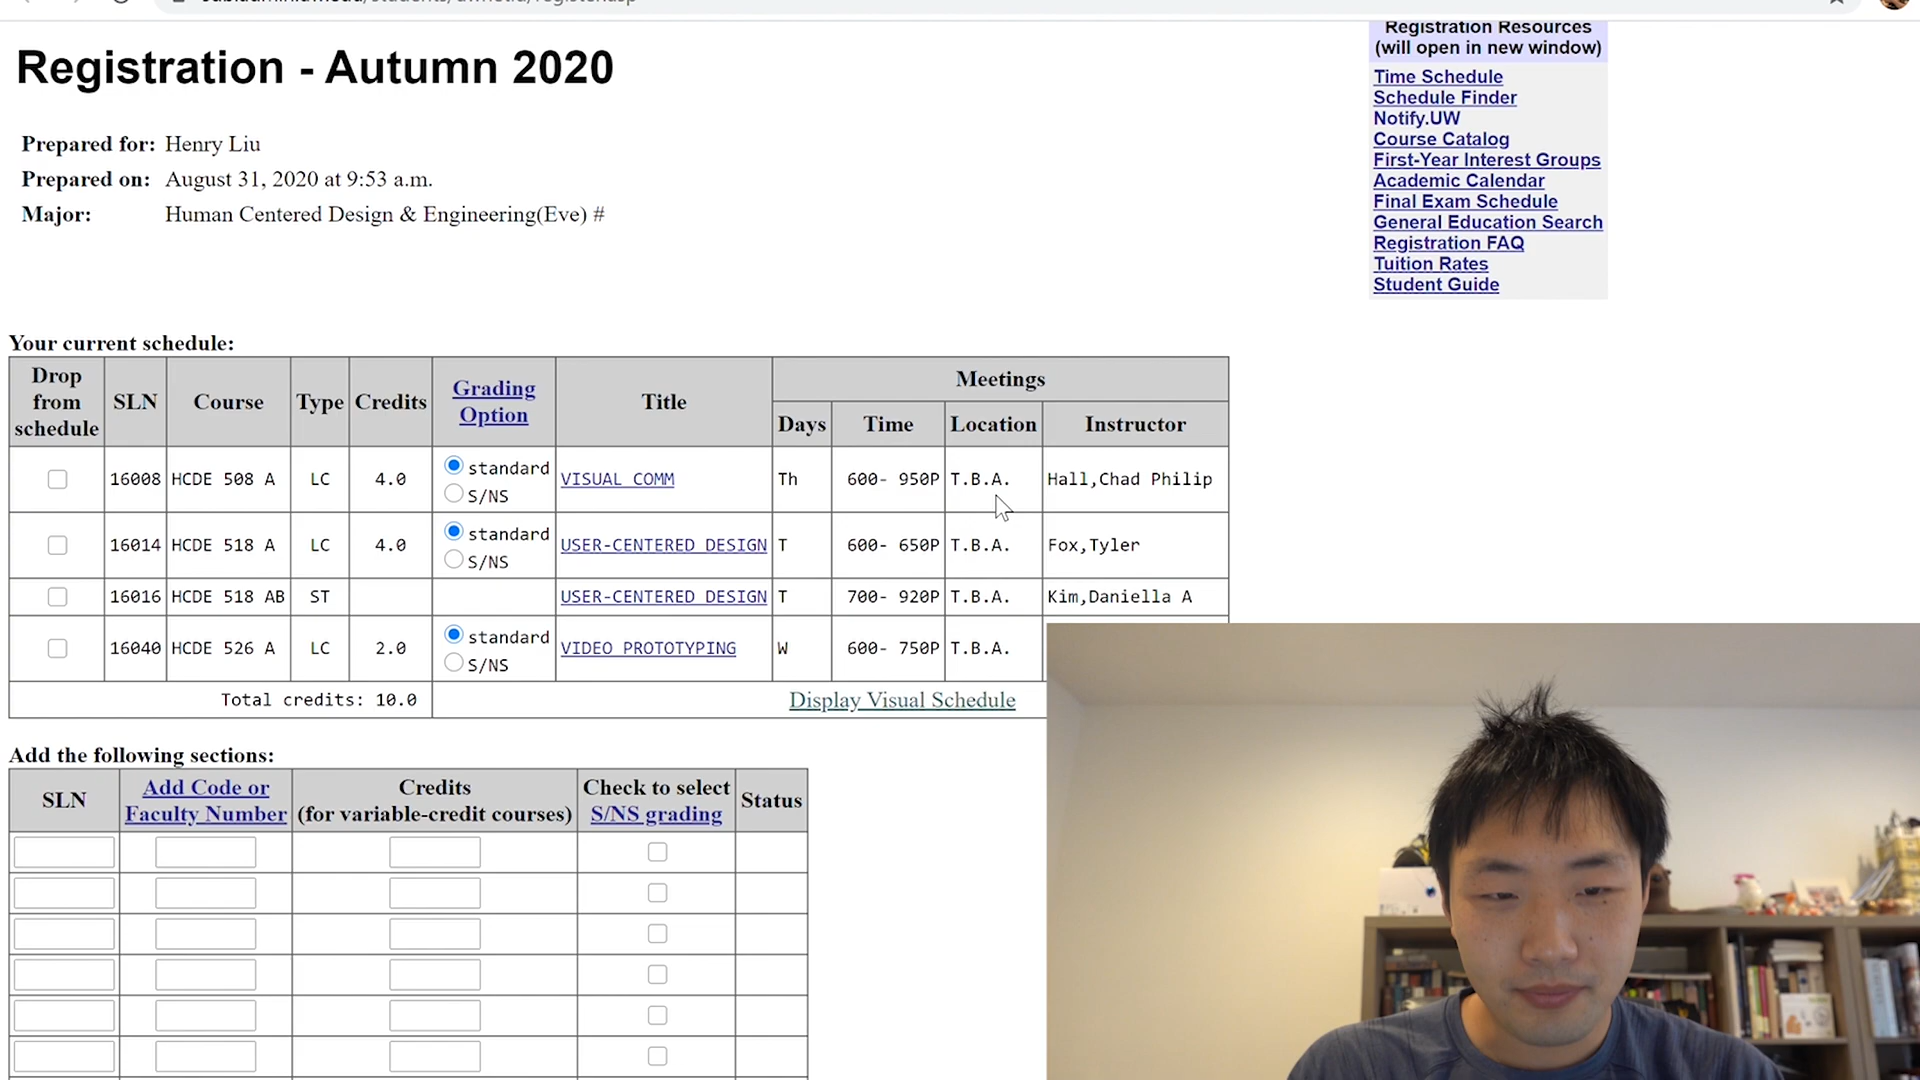 Registration - Autumn 2020
Prepared for: Henry Liu
Prepared on: August 31, 2020 at 9:53 a.m.
Major: Human Centered Design & Engineering(Eve) #
Registration Resources
(will open in new window)
Time Schedule
Schedule Finder
Notify.UW
Course Catalog
First-Year Interest Groups
Academic Calendar
Final Exam Schedule
General Education Search
Registration FAQ
Tuition Rates
Student Guide
Your current schedule:
Drop from schedule SLN Course Type Credits Grading Option Title Meetings
Days Time Location Instructor
16008 HCDE 508 A LC 4.0 standard S/NS VISUAL COMM Th 600- 950P T.B.A. Hall,Chad Philip
16014 HCDE 518 A LC 4.0 standard S/NS USER-CENTERED DESIGN T 600- 650P T.B.A. Fox,Tyler
16016 HCDE 518 AB ST USER-CENTERED DESIGN T 700- 920P T.B.A. Kim,Daniella A
16040 HCDE 526 A LC 2.0 standard S/NS VIDEO PROTOTYPING W 600- 750P T.B.A.
Total credits: 10.0 Display Visual Schedule
Add the following sections:
SLN Add Code or Faculty Number Credits (for variable-credit courses) Check to select S/NS grading Status